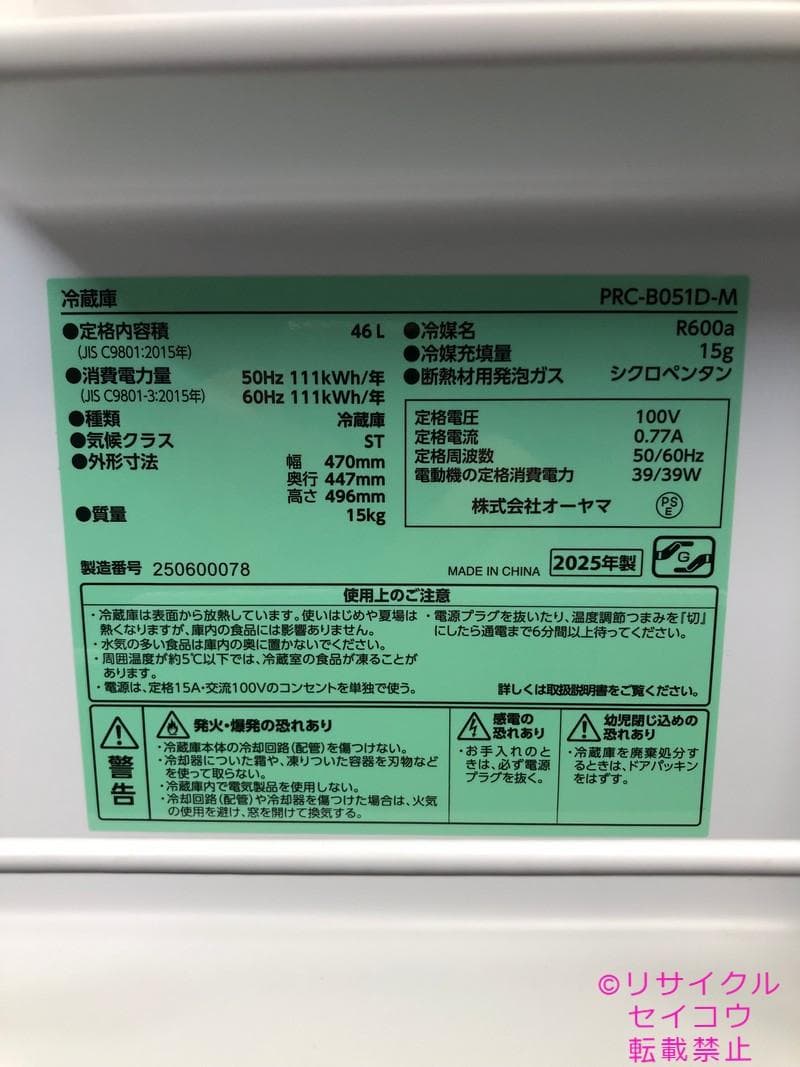 冷蔵庫 PRC-B051D-M
●定格内容積 46L
(JIS C9801:2015年)
●消費電力量 50Hz 111kWh/年
(JIS C9801-3:2015年) 60Hz 111kWh/年
●種類 冷蔵庫
●気候クラス ST
●外形寸法 幅 470mm
奥行 447mm
高さ 496mm
●質量 15kg
●冷媒名 R600a
●冷媒充填量 15g
●断熱材用発泡ガス シクロペンタン
定格電圧 100V
定格電流 0.77A
定格周波数 50/60Hz
電動機の定格消費電力 39/39W
株式会社オーヤマ PSE
製造番号 250600078
MADE IN CHINA 2025年製 G
使用上のご注意
・冷蔵庫は表面から放熱しています。使いはじめや夏場は
熱くなりますが、庫内の食品には影響ありません。
・水気の多い食品は庫内の奥に置かないでください。
・周囲温度が約5℃以下では、冷蔵室の食品が凍ることが
あります。
・電源は、定格15A・交流100Vのコンセントを単独で使う。
・電源プラグを抜いたり、温度調節つまみを『切』
にしたら通電まで6分間以上待ってください。
詳しくは取扱説明書をご覧ください。
警告
発火・爆発の恐れあり
・冷蔵庫本体の冷却回路(配管)を傷つけない。
・冷却器についた霜や、凍りついた容器を刃物など
を使って取らない。
・冷蔵庫内で電気製品を使用しない。
・冷却回路(配管)や冷却器を傷つけた場合は、火気
の使用を避け、窓を開けて換気する。
感電の
恐れあり
・お手入れのと
きは、必ず電源
プラグを抜く。
幼児閉じ込めの
恐れあり
・冷蔵庫を廃棄処分す
るときは、ドアパッキン
をはずす。
©リサイクル
セイコウ
転載禁止